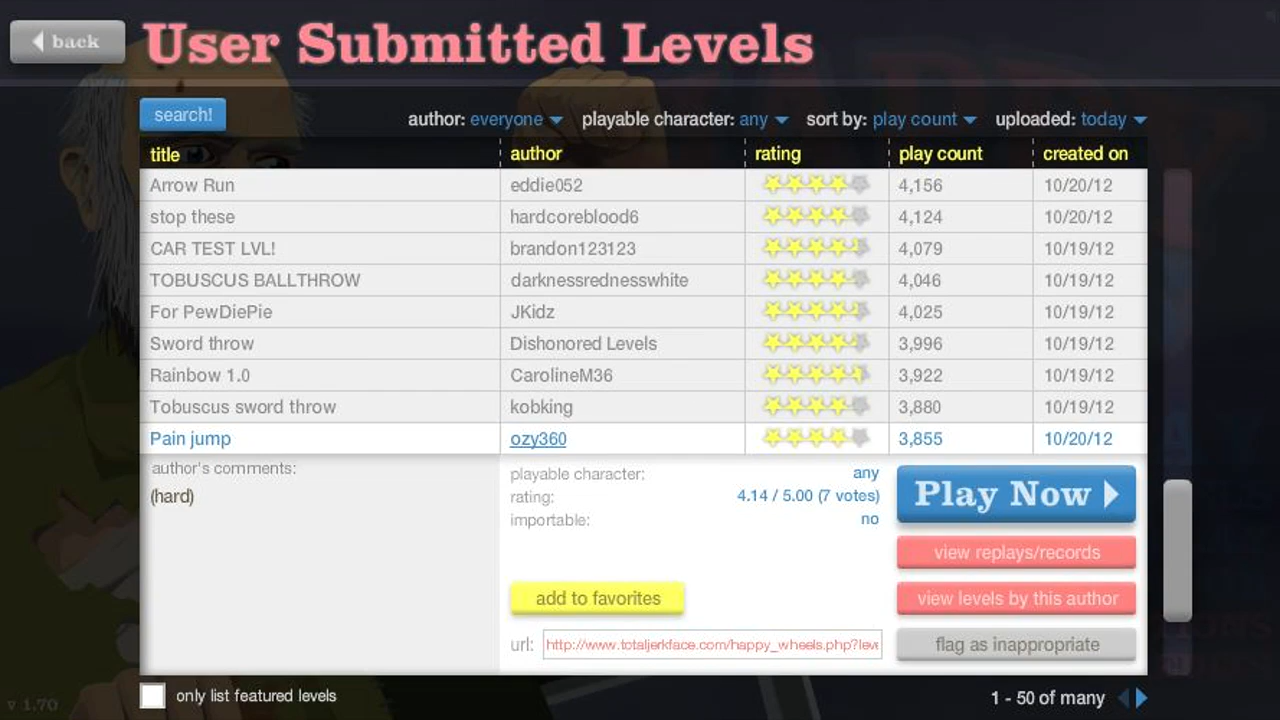 back
User Submitted Levels
search!
author: everyone playable character: any sort by: play count uploaded: today
title author rating play count created on
Arrow Run eddie052 4,156 10/20/12
stop these hardcoreblood6 4,124 10/20/12
CAR TEST LVL! brandon123123 4,079 10/19/12
TOBUSCUS BALLTHROW darknessrednesswhite 4,046 10/19/12
For PewDiePie JKidz 4,025 10/19/12
Sword throw Dishonored Levels 3,996 10/19/12
Rainbow 1.0 CarolineM36 3,922 10/19/12
Tobuscus sword throw kobking 3,880 10/19/12
Pain jump ozy360 3,855 10/20/12
author's comments:
(hard)
playable character: any
rating: 4.14 / 5.00 (7 votes)
importable: no
add to favorites
url: http://www.totaljerkface.com/happy_wheels.php?leve
Play Now
view replays/records
view levels by this author
flag as inappropriate
only list featured levels
1 - 50 of many
v 1.70